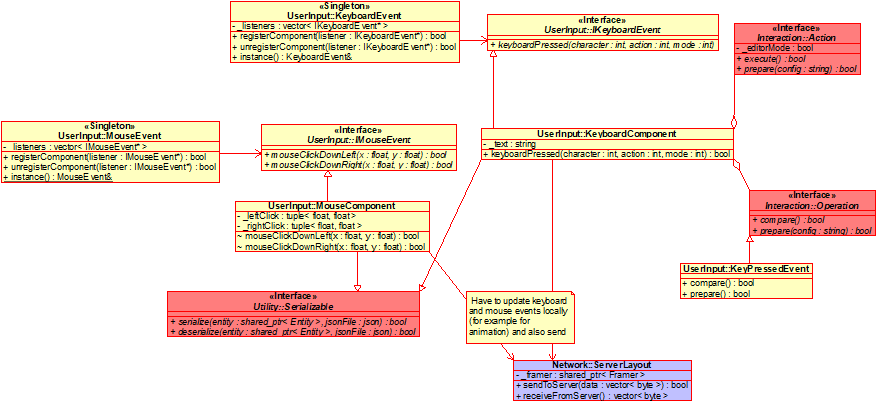 «Singleton»
UserInput::KeyboardEvent
- _listeners : vector< IKeyboardEvent* >
+ registerComponent(listener : IKeyboardEvent*) : bool
+ unregisterComponent(listener : IKeyboardEvent*) : bool
+ instance() : KeyboardEvent&
«Interface»
UserInput::IKeyboardEvent
+ keyboardPressed(character : int, action : int, mode : int)
«Interface»
Interaction::Action
- _editorMode : bool
+ execute() : bool
+ prepare(config : string) : bool
«Singleton»
UserInput::MouseEvent
- _listeners : vector< IMouseEvent* >
+ registerComponent(listener : IMouseEvent*) : bool
+ unregisterComponent(listener : IMouseEvent*) : bool
+ instance() : MouseEvent&
«Interface»
UserInput::IMouseEvent
+ mouseClickDownLeft(x : float, y : float) : bool
+ mouseClickDownRight(x : float, y : float) : bool
UserInput::KeyboardComponent
- _text : string
+ keyboardPressed(character : int, action : int, mode : int) : bool
«Interface»
Interaction::Operation
+ compare() : bool
+ prepare(config : string) : bool
UserInput::MouseComponent
- _leftClick : tuple< float, float>
- _rightClick : tuple< float, float>
~ mouseClickDownLeft(x : float, y : float) : bool
~ mouseClickDownRight(x : float, y : float) : bool
UserInput::KeyPressedEvent
+ compare() : bool
+ prepare() : bool
«Interface»
Utility::Serializable
+ serialize(entity : shared_ptr< Entity >, jsonFile : json) : bool
+ deserialize(entity : shared_ptr< Entity >, jsonFile : json) : bool
Have to update keyboard
and mouse events locally
(for example for
animation) and also send
Network::ServerLayout
- _framer : shared_ptr< Framer >
+ sendToServer(data : vector< byte >) : bool
+ receiveFromServer() : vector< byte >